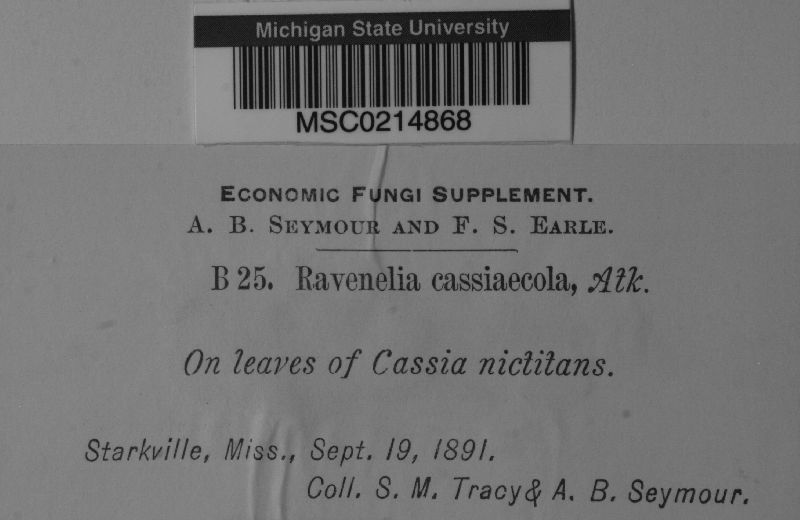 Michigan State University
MSC0214868
ECONOMIC FUNGI SUPPLEMENT.
A. B. SEYMOUR AND F. S. EARLE.
B 25. Ravenelia cassiaecola, Atk.
On leaves of Cassia nictitans.
Starkville, Miss., Sept. 19, 1891.
Coll. S. M. Tracy & A. B. Seymour.